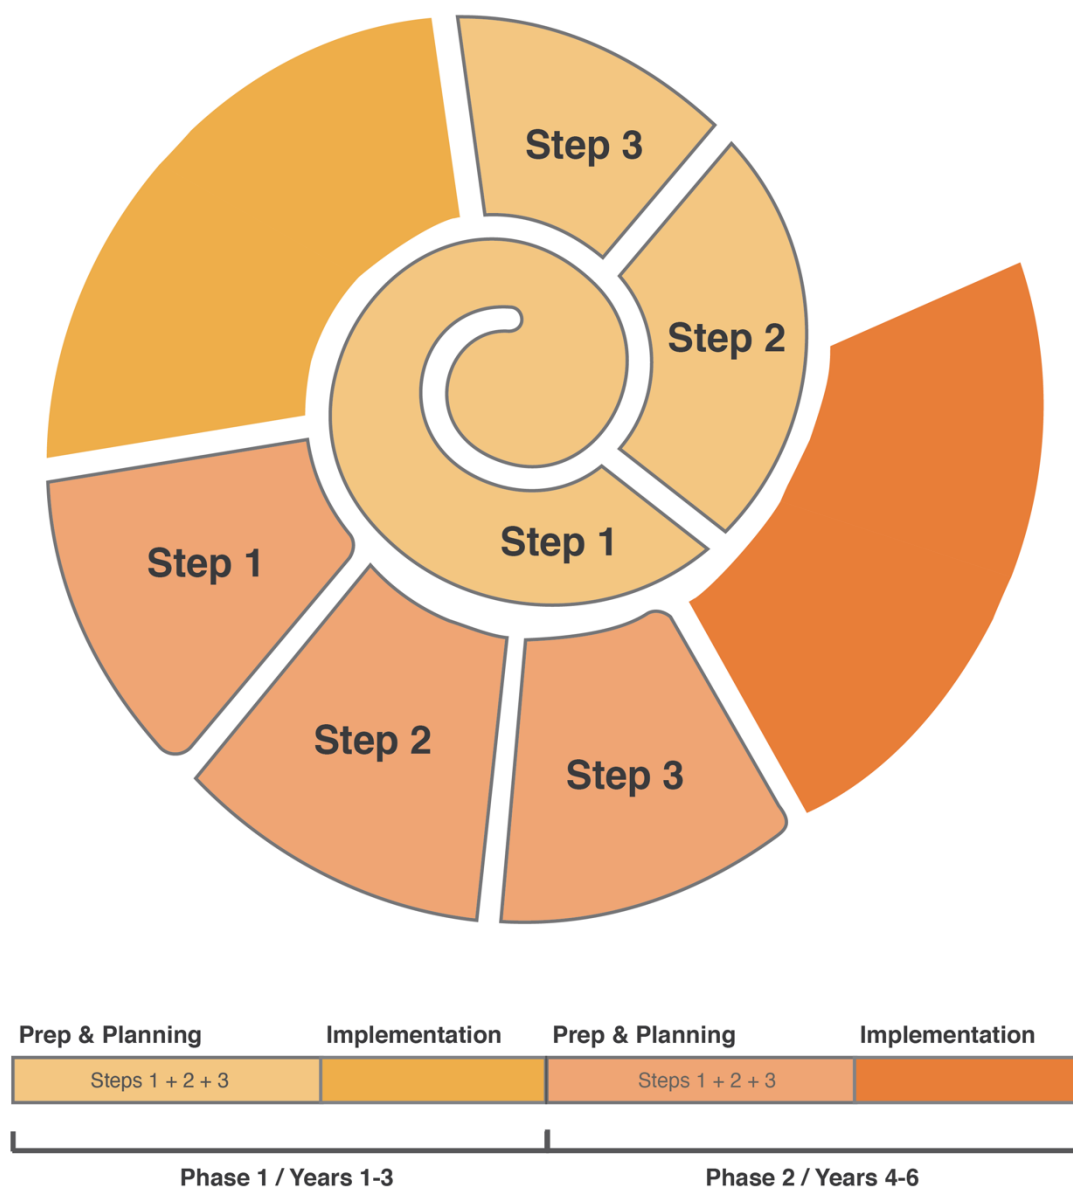 Step 3
Step 2
Step 1
Step 1
Step 2
Step 3
Prep & Planning
Implementation
Prep & Planning
Implementation
Steps 1 + 2 + 3
Steps 1 + 2 + 3
Phase 1 / Years 1-3
Phase 2 / Years 4-6